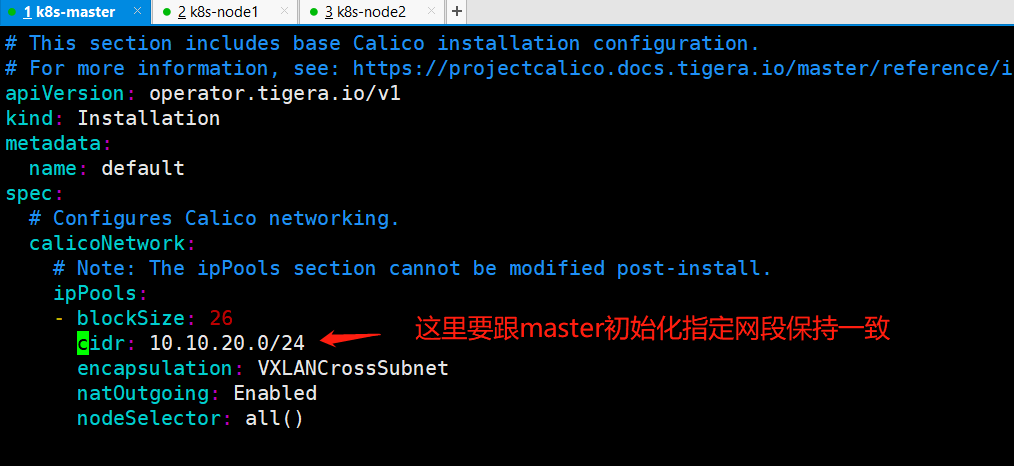 1 k8s-master × 2 k8s-node1 × 3 k8s-node2 × +
# This section includes base Calico installation configuration.
# For more information, see: https://projectcalico.docs.tigera.io/master/reference/i
apiVersion: operator.tigera.io/v1
kind: Installation
metadata:
  name: default
spec:
  # Configures Calico networking.
  calicoNetwork:
    # Note: The ipPools section cannot be modified post-install.
    ipPools:
    - blockSize: 26
      cidr: 10.10.20.0/24 这里要跟master初始化指定网段保持一致
      encapsulation: VXLANCrossSubnet
      natOutgoing: Enabled
      nodeSelector: all()